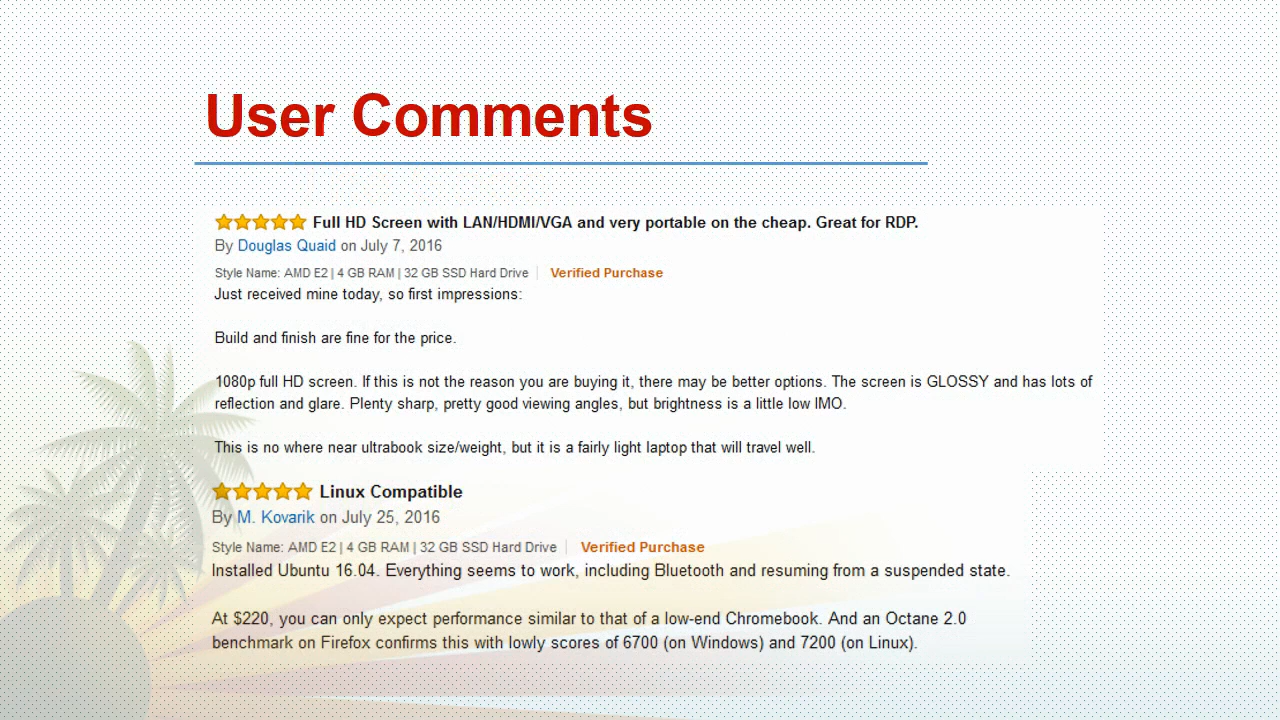 User Comments
Full HD Screen with LAN/HDMI/VGA and very portable on the cheap. Great for RDP.
By Douglas Quaid on July 7, 2016
Style Name: AMD E2 | 4 GB RAM | 32 GB SSD Hard Drive | Verified Purchase
Just received mine today, so first impressions:
Build and finish are fine for the price.
1080p full HD screen. If this is not the reason you are buying it, there may be better options. The screen is GLOSSY and has lots of
reflection and glare. Plenty sharp, pretty good viewing angles, but brightness is a little low IMO.
This is no where near ultrabook size/weight, but it is a fairly light laptop that will travel well.
Linux Compatible
By M. Kovarik on July 25, 2016
Style Name: AMD E2 | 4 GB RAM | 32 GB SSD Hard Drive | Verified Purchase
Installed Ubuntu 16.04. Everything seems to work, including Bluetooth and resuming from a suspended state.
At $220, you can only expect performance similar to that of a low-end Chromebook. And an Octane 2.0
benchmark on Firefox confirms this with lowly scores of 6700 (on Windows) and 7200 (on Linux).